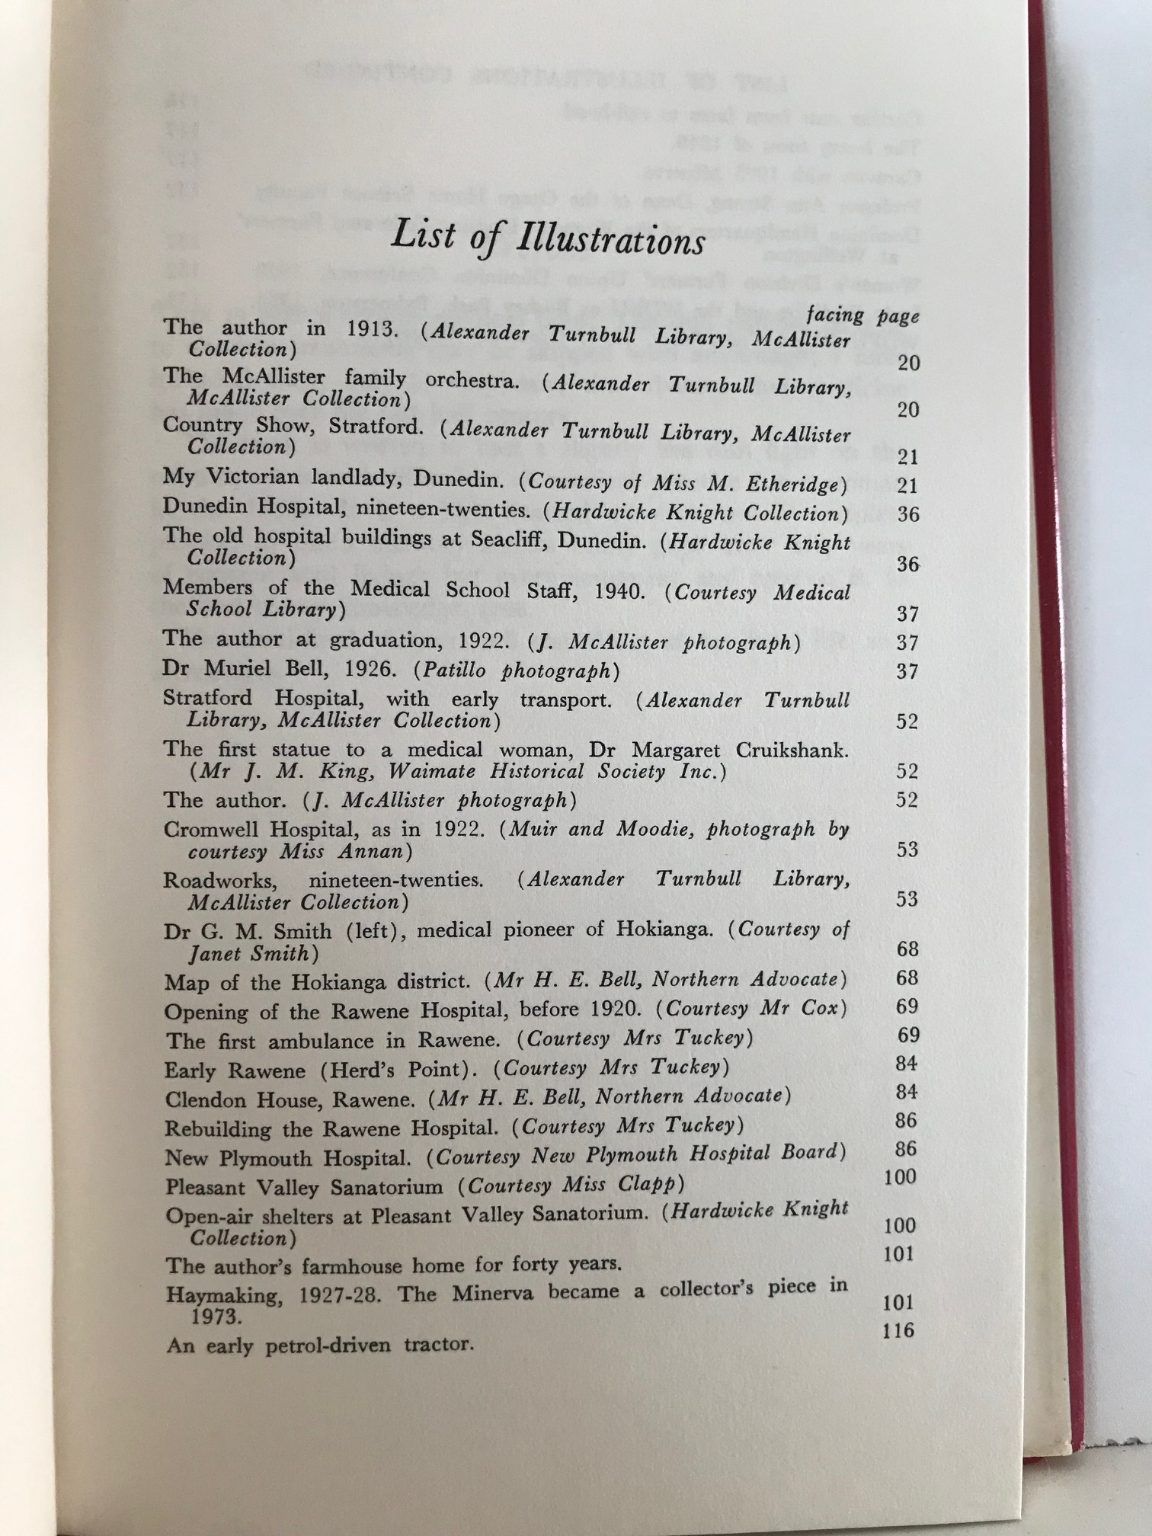 List of Illustrations
facing page
The author in 1913. (Alexander Turnbull Library, McAllister
Collection) 20
The McAllister family orchestra. (Alexander Turnbull Library,
McAllister Collection) 20
Country Show, Stratford. (Alexander Turnbull Library, McAllister
Collection) 21
My Victorian landlady, Dunedin. (Courtesy of Miss M. Etheridge) 21
Dunedin Hospital, nineteen-twenties. (Hardwicke Knight Collection) 36
The old hospital buildings at Seacliff, Dunedin. (Hardwicke Knight
Collection) 36
Members of the Medical School Staff, 1940. (Courtesy Medical
School Library) 37
The author at graduation, 1922. (J. McAllister photograph) 37
Dr Muriel Bell, 1926. (Patillo photograph) 37
Stratford Hospital, with early transport. (Alexander Turnbull
Library, McAllister Collection) 52
The first statue to a medical woman, Dr Margaret Cruikshank.
(Mr J. M. King, Waimate Historical Society Inc.) 52
The author. (J. McAllister photograph) 52
Cromwell Hospital, as in 1922. (Muir and Moodie, photograph by
courtesy Miss Annan) 53
Roadworks, nineteen-twenties. (Alexander Turnbull Library,
McAllister Collection) 53
Dr G. M. Smith (left), medical pioneer of Hokianga. (Courtesy of
Janet Smith) 68
Map of the Hokianga district. (Mr H. E. Bell, Northern Advocate) 68
Opening of the Rawene Hospital, before 1920. (Courtesy Mr Cox) 69
The first ambulance in Rawene. (Courtesy Mrs Tuckey) 69
Early Rawene (Herd's Point). (Courtesy Mrs Tuckey) 84
Clendon House, Rawene. (Mr H. E. Bell, Northern Advocate) 84
Rebuilding the Rawene Hospital. (Courtesy Mrs Tuckey) 86
New Plymouth Hospital. (Courtesy New Plymouth Hospital Board) 86
Pleasant Valley Sanatorium (Courtesy Miss Clapp) 100
Open-air shelters at Pleasant Valley Sanatorium. (Hardwicke Knight
Collection) 100
The author's farmhouse home for forty years. 101
Haymaking, 1927-28. The Minerva became a collector's piece in
1973. 101
An early petrol-driven tractor. 116